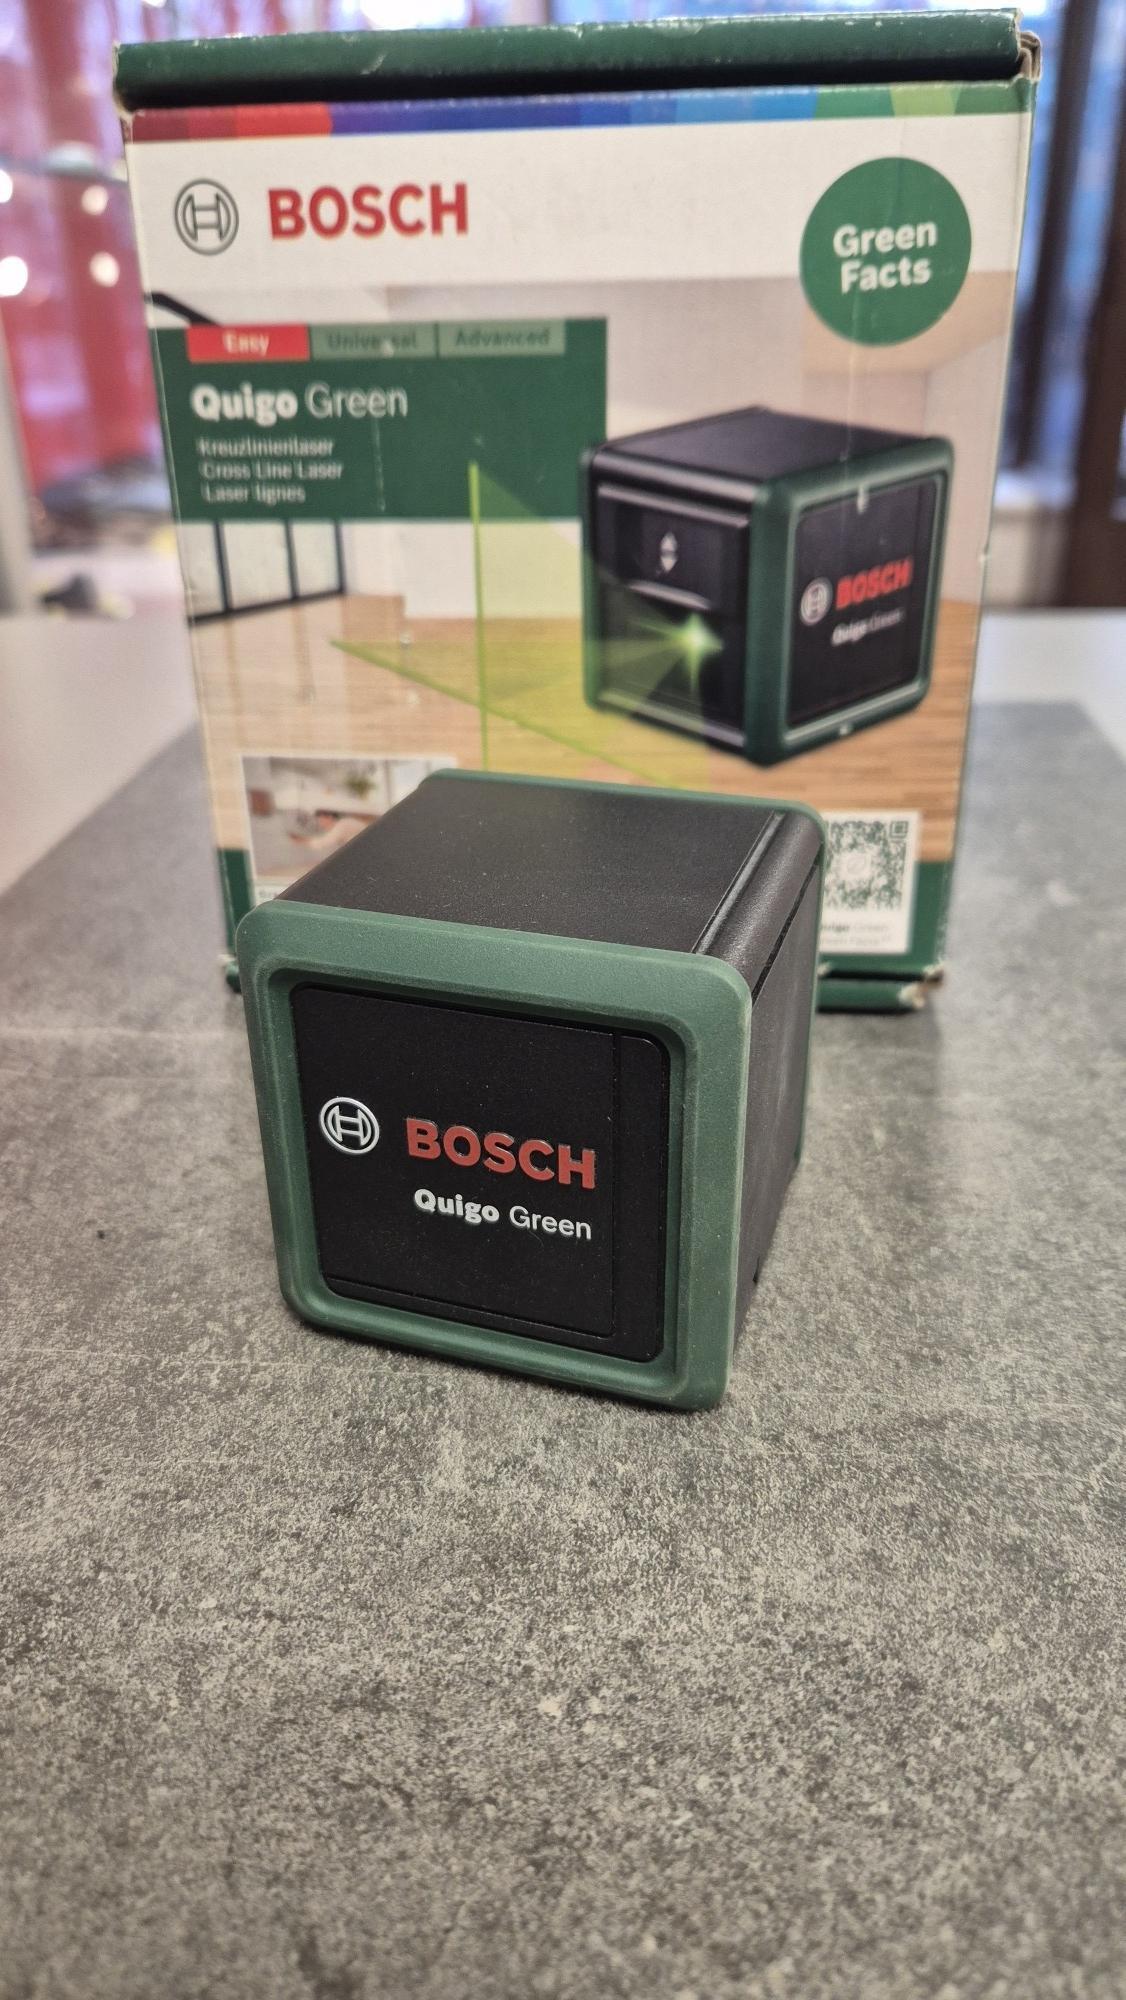 BOSCH
Green
Facts
Easy Universal Advanced
Quigo Green
Kreuzlinienlaser
Cross Line Laser
Laser lignes
BOSCH
Quigo Green
BOSCH
Quigo Green